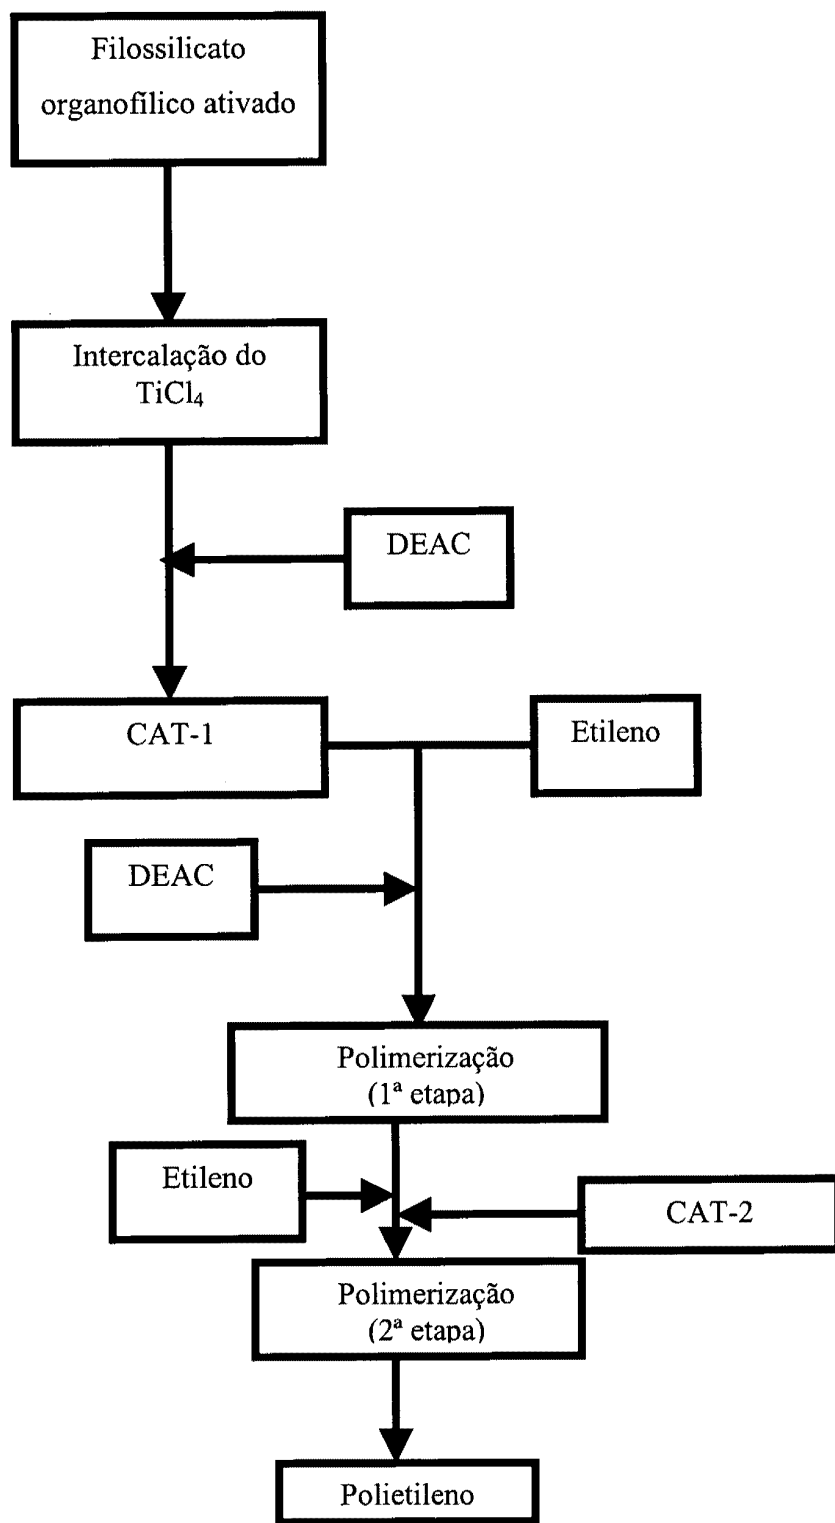 Filossilicato
organofílico ativado
Intercalação do
TiCl₄
DEAC
CAT-1
Etileno
DEAC
Polimerização
(1ª etapa)
Etileno
CAT-2
Polimerização
(2ª etapa)
Polietileno